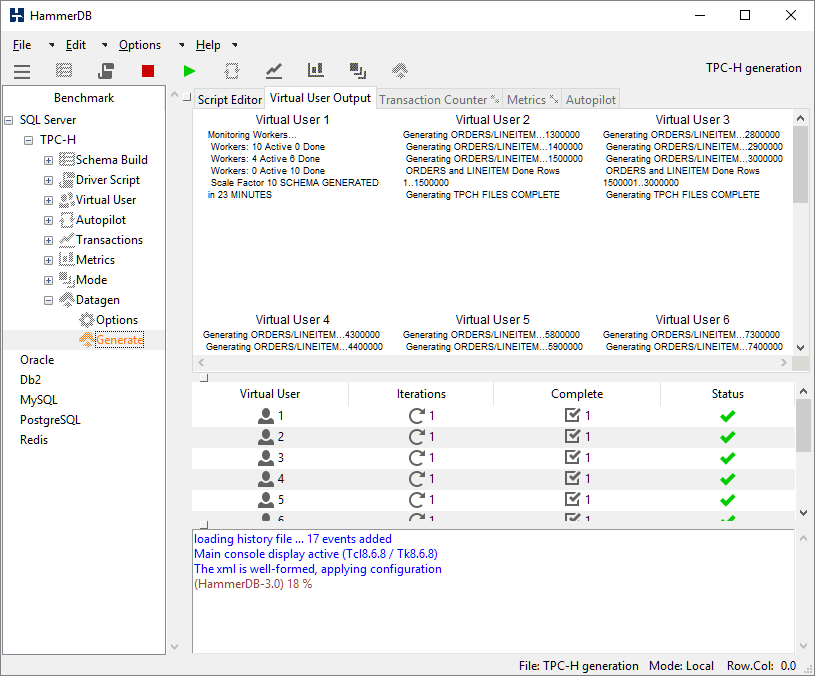 HammerDB
File Edit Options Help
TPC-H generation
Benchmark
SQL Server
TPC-H
Schema Build
Driver Script
Virtual User
Autopilot
Transactions
Metrics
Mode
Datagen
Options
Generate
Oracle
Db2
MySQL
PostgreSQL
Redis
Script Editor Virtual User Output Transaction Counter Metrics Autopilot
Virtual User 1
Monitoring Workers...
Workers: 10 Active 0 Done
Workers: 4 Active 6 Done
Workers: 0 Active 10 Done
Scale Factor 10 SCHEMA GENERATED
in 23 MINUTES
Virtual User 2
Generating ORDERS/LINEITEM...1300000
Generating ORDERS/LINEITEM...1400000
Generating ORDERS/LINEITEM...1500000
ORDERS and LINEITEM Done Rows
1..1500000
Generating TPCH FILES COMPLETE
Virtual User 3
Generating ORDERS/LINEITEM...2800000
Generating ORDERS/LINEITEM...2900000
Generating ORDERS/LINEITEM...3000000
ORDERS and LINEITEM Done Rows
1500001..3000000
Generating TPCH FILES COMPLETE
Virtual User 4
Generating ORDERS/LINEITEM...4300000
Generating ORDERS/LINEITEM...4400000
Virtual User 5
Generating ORDERS/LINEITEM...5800000
Generating ORDERS/LINEITEM...5900000
Virtual User 6
Generating ORDERS/LINEITEM...7300000
Generating ORDERS/LINEITEM...7400000
Virtual User Iterations Complete Status
1 1 1
2 1 1
3 1 1
4 1 1
5 1 1
6 1 1
loading history file ... 17 events added
Main console display active (Tcl8.6.8 / Tk8.6.8)
The xml is well-formed, applying configuration
(HammerDB-3.0) 18 %
File: TPC-H generation Mode: Local Row.Col: 0.0